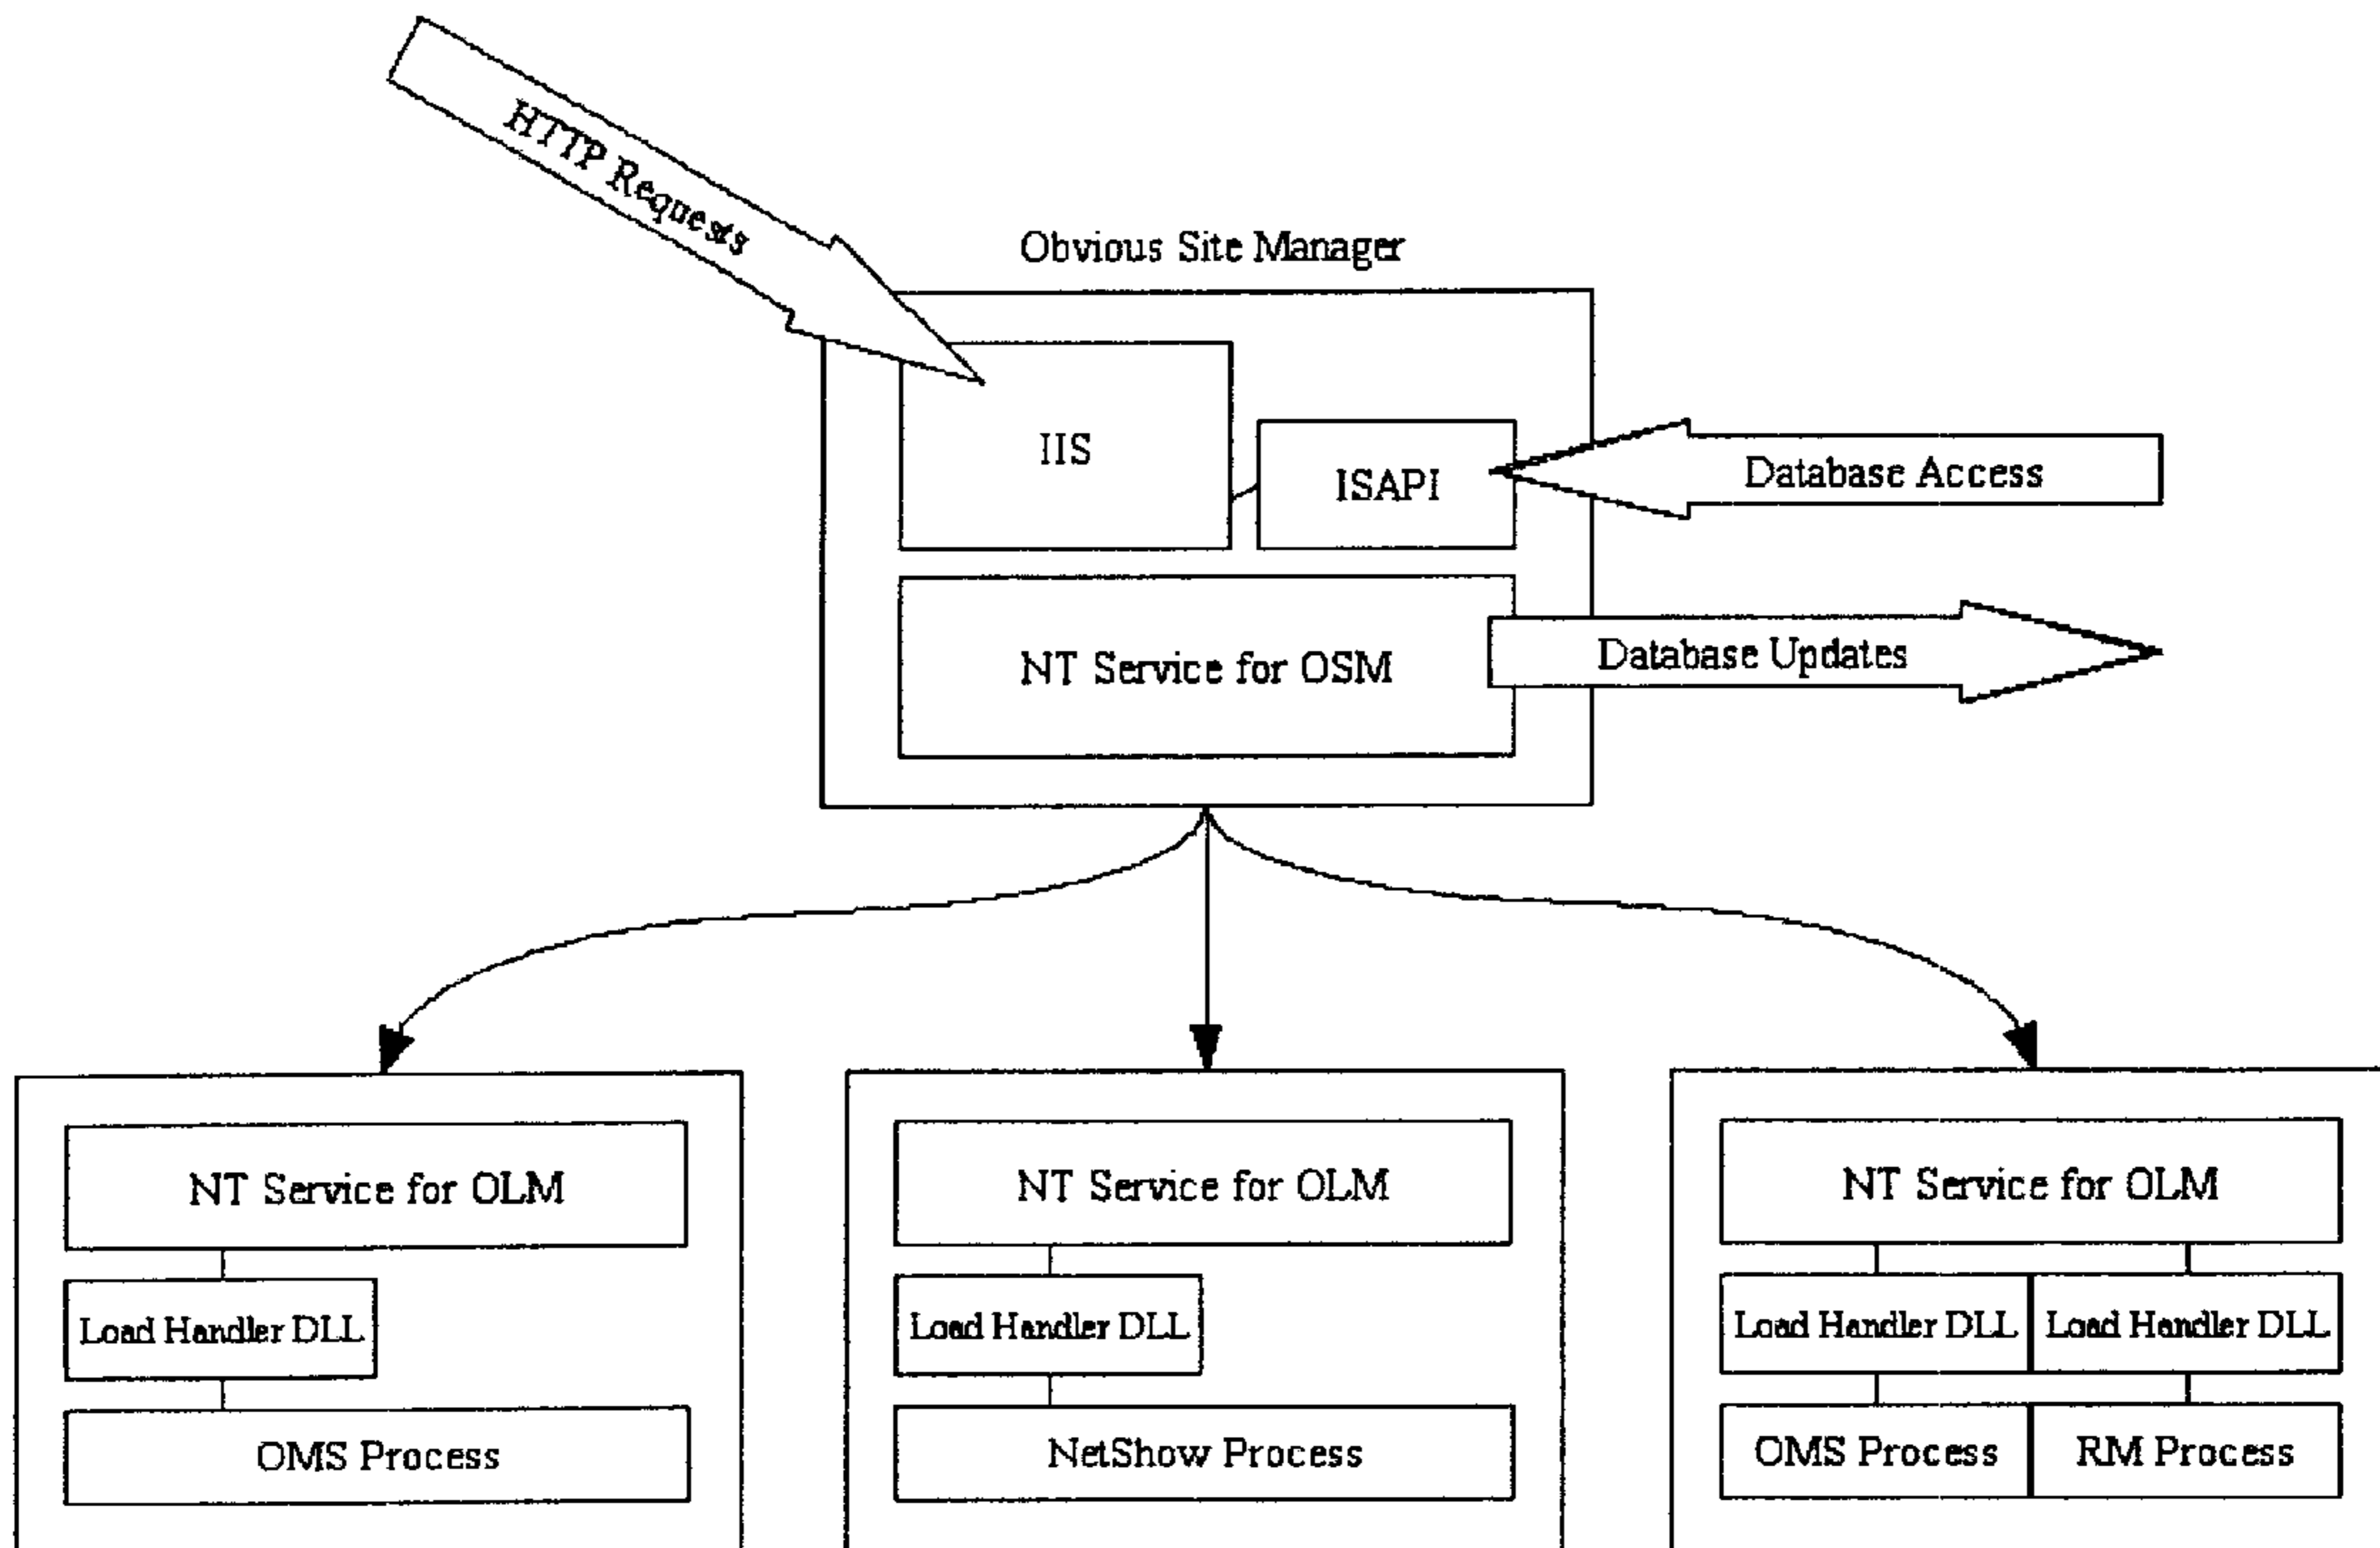 HTTP Requests
Obvious Site Manager
IIS
ISAPI
Database Access
NT Service for OSM
Database Updates
NT Service for OLM
Load Handler DLL
OMS Process
NT Service for OLM
Load Handler DLL
NetShow Process
NT Service for OLM
Load Handler DLL
Load Handler DLL
OMS Process
RM Process